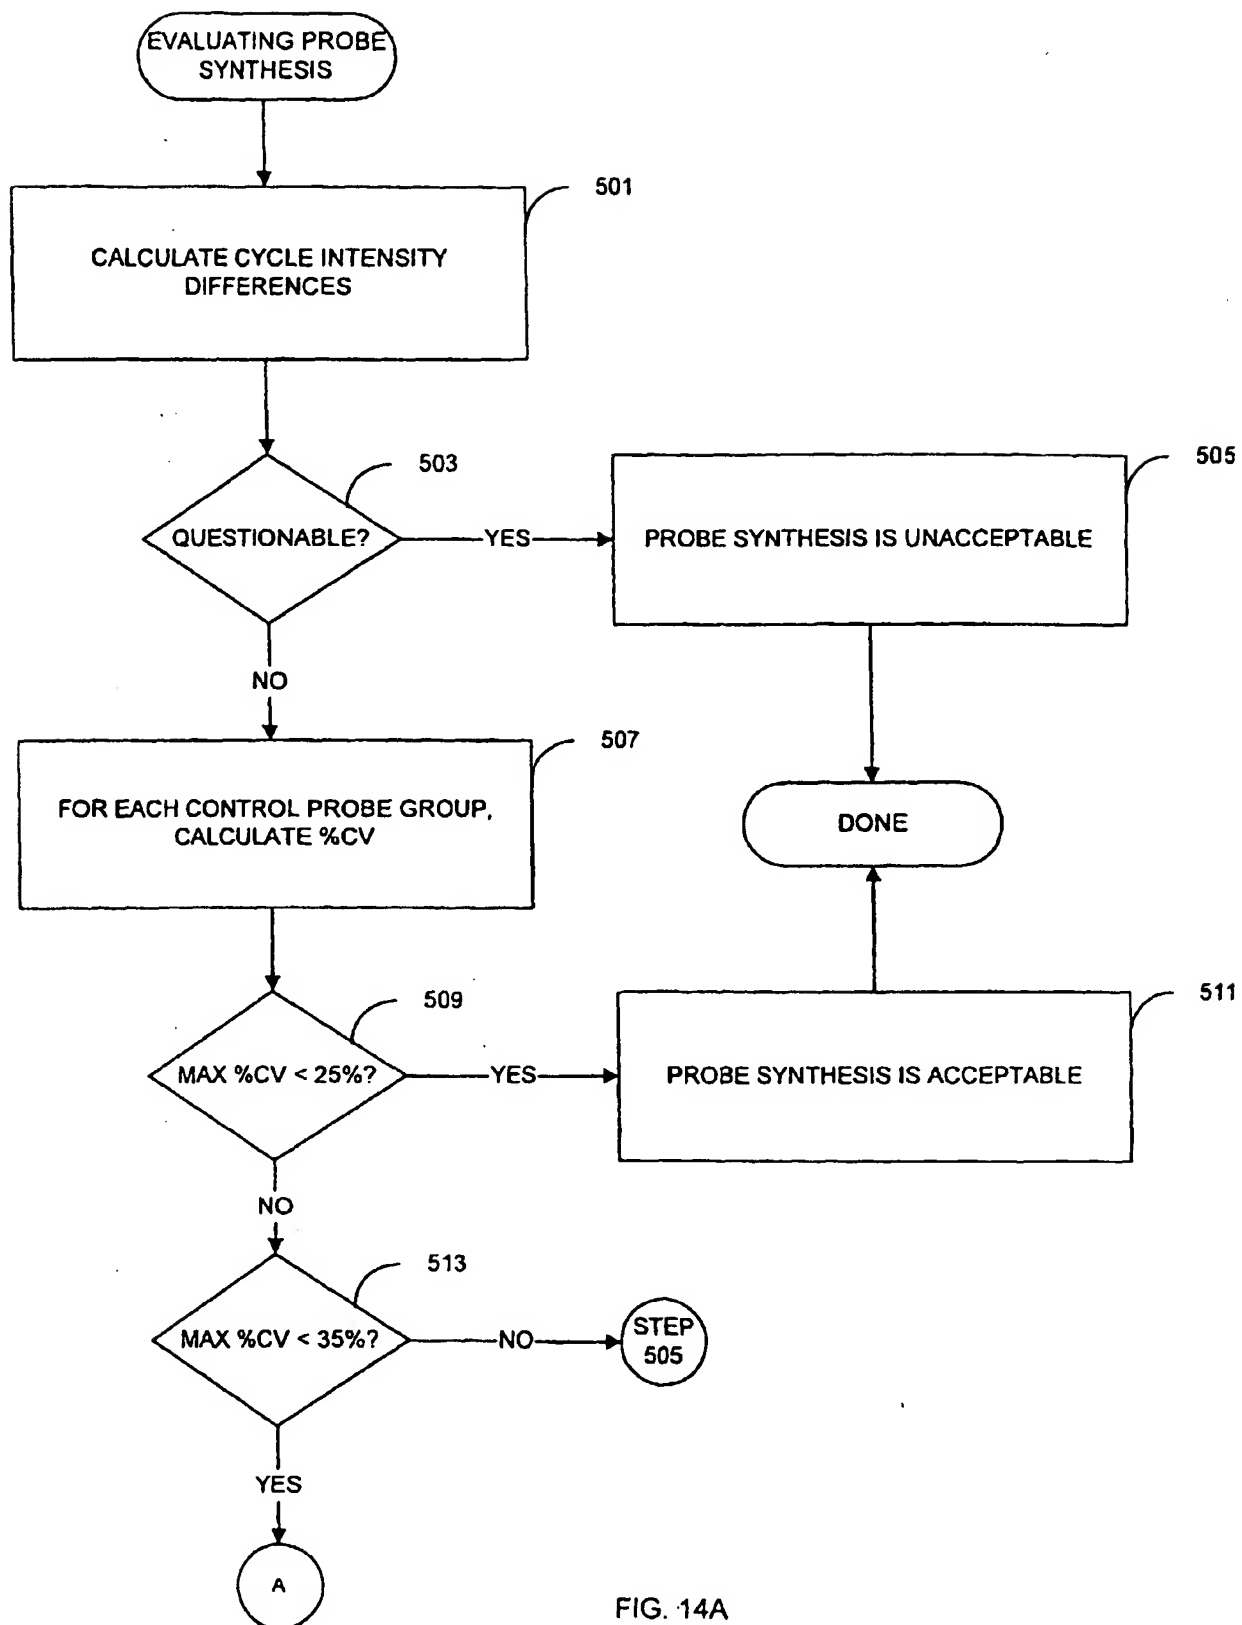 EVALUATING PROBE
SYNTHESIS
501
CALCULATE CYCLE INTENSITY
DIFFERENCES
503
505
QUESTIONABLE?
YES
PROBE SYNTHESIS IS UNACCEPTABLE
NO
507
FOR EACH CONTROL PROBE GROUP,
CALCULATE %CV
DONE
509
511
MAX %CV < 25%?
YES
PROBE SYNTHESIS IS ACCEPTABLE
NO
513
MAX %CV < 35%?
NO
STEP
505
YES
A
FIG. 14A